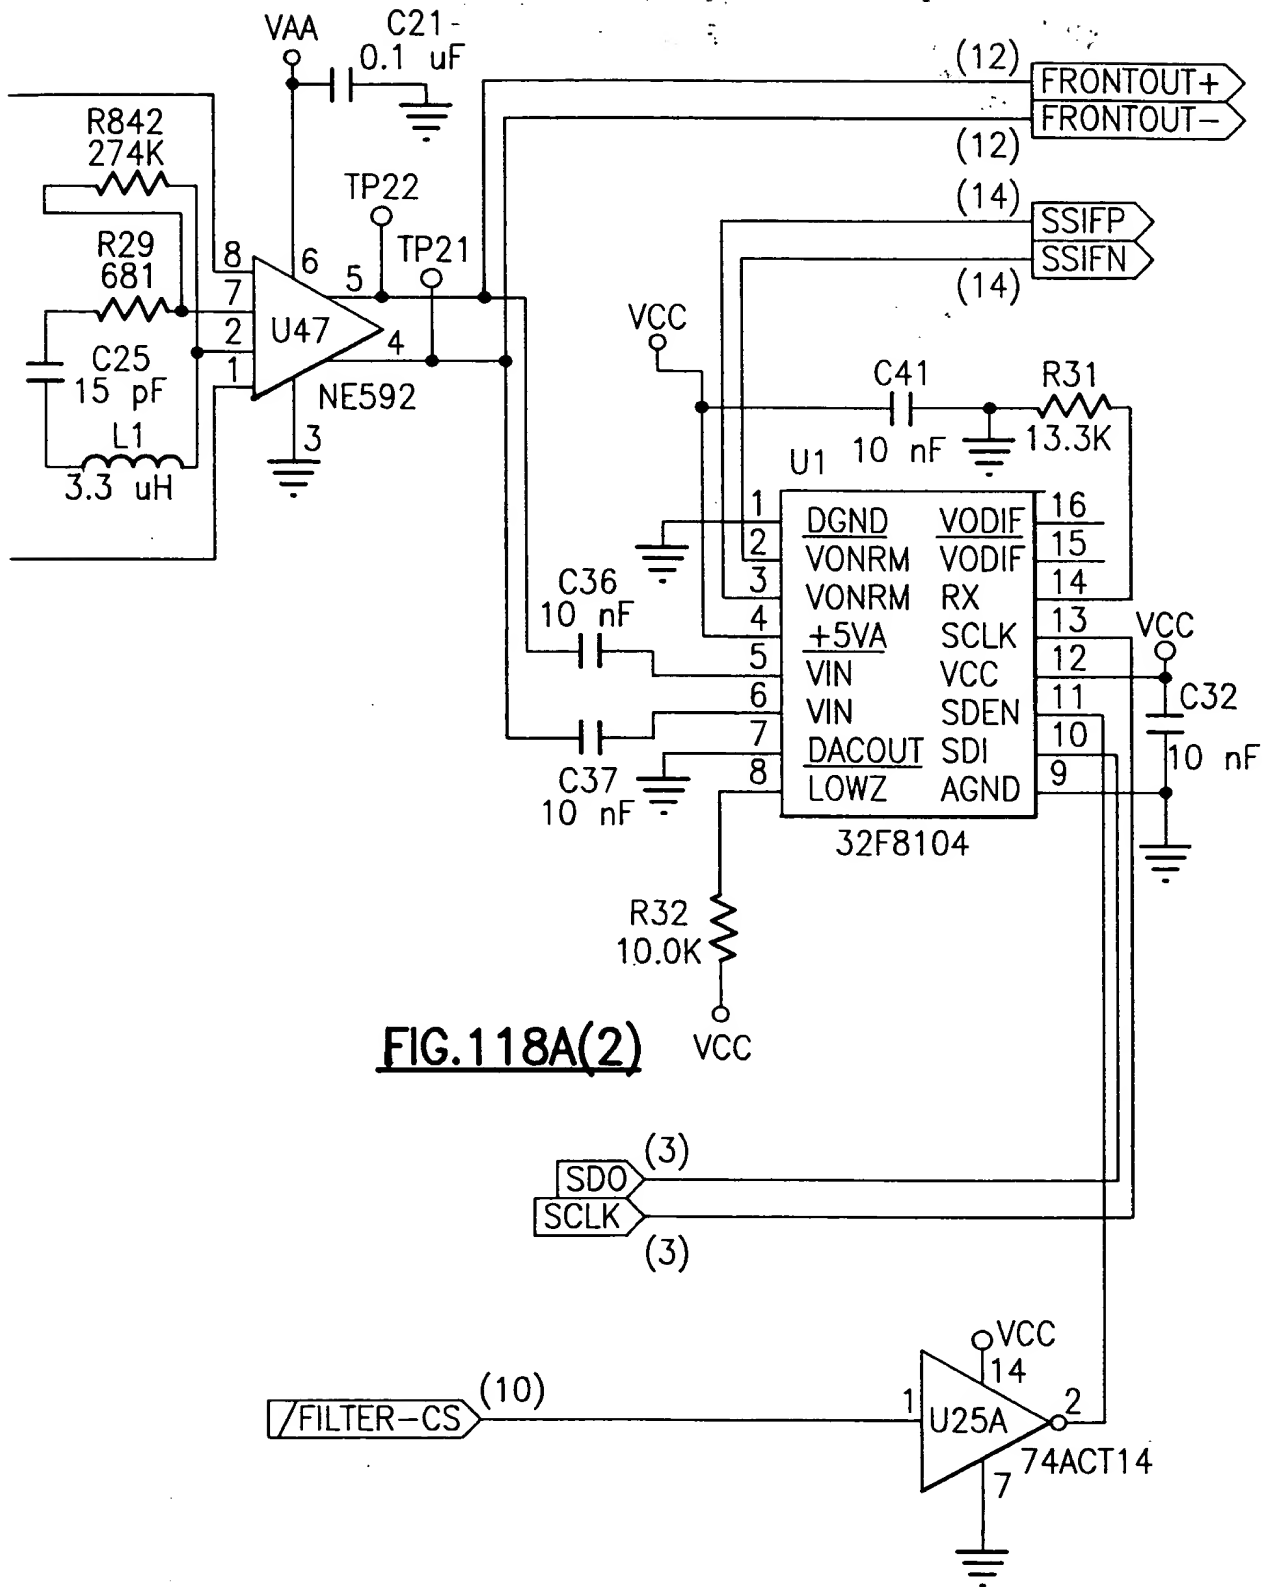 VAA
C21
0.1 uF
(12)
FRONTOUT+
FRONTOUT-
(12)
R842
274K
TP22
TP21
(14)
SSIFP
SSIFN
(14)
R29
681
8
7
2
1
6
5
4
3
U47
NE592
C25
15 pF
L1
3.3 uH
VCC
C41
10 nF
R31
13.3K
U1
1
2
3
4
5
6
7
8
DGND
VONRM
VONRM
+5VA
VIN
VIN
DACOUT
LOWZ
VODIF
VODIF
RX
SCLK
VCC
SDEN
SDI
AGND
16
15
14
13
12
11
10
9
32F8104
C36
10 nF
C37
10 nF
VCC
C32
10 nF
R32
10.0K
VCC
FIG.118A(2)
SDO
(3)
SCLK
(3)
/FILTER-CS
(10)
VCC
14
1
U25A
2
74ACT14
7